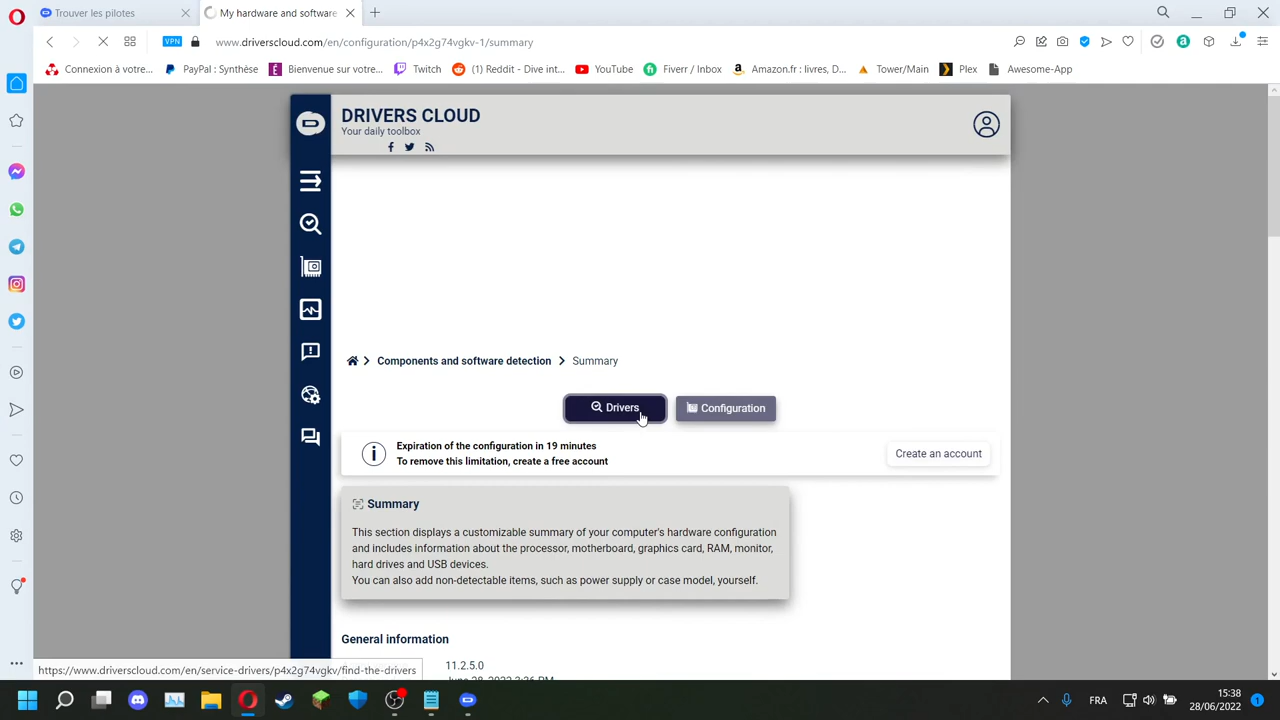 Trouver les pilotes
My hardware and software
VPN
www.driverscloud.com/en/configuration/p4x2g74vgkv-1/summary
Connexion à votre...
PayPal : Synthèse
Bienvenue sur votre...
Twitch
(1) Reddit - Dive int...
YouTube
Fiverr / Inbox
Amazon.fr : livres, D...
Tower/Main
Plex
Awesome-App
DRIVERS CLOUD
Your daily toolbox
Components and software detection
Summary
Drivers
Configuration
Expiration of the configuration in 19 minutes
To remove this limitation, create a free account
Create an account
Summary
This section displays a customizable summary of your computer's hardware configuration
and includes information about the processor, motherboard, graphics card, RAM, monitor,
hard drives and USB devices.
You can also add non-detectable items, such as power supply or case model, yourself.
General information
11.2.5.0
https://www.driverscloud.com/en/service-drivers/p4x2g74vgkv/find-the-drivers
FRA
15:38
28/06/2022